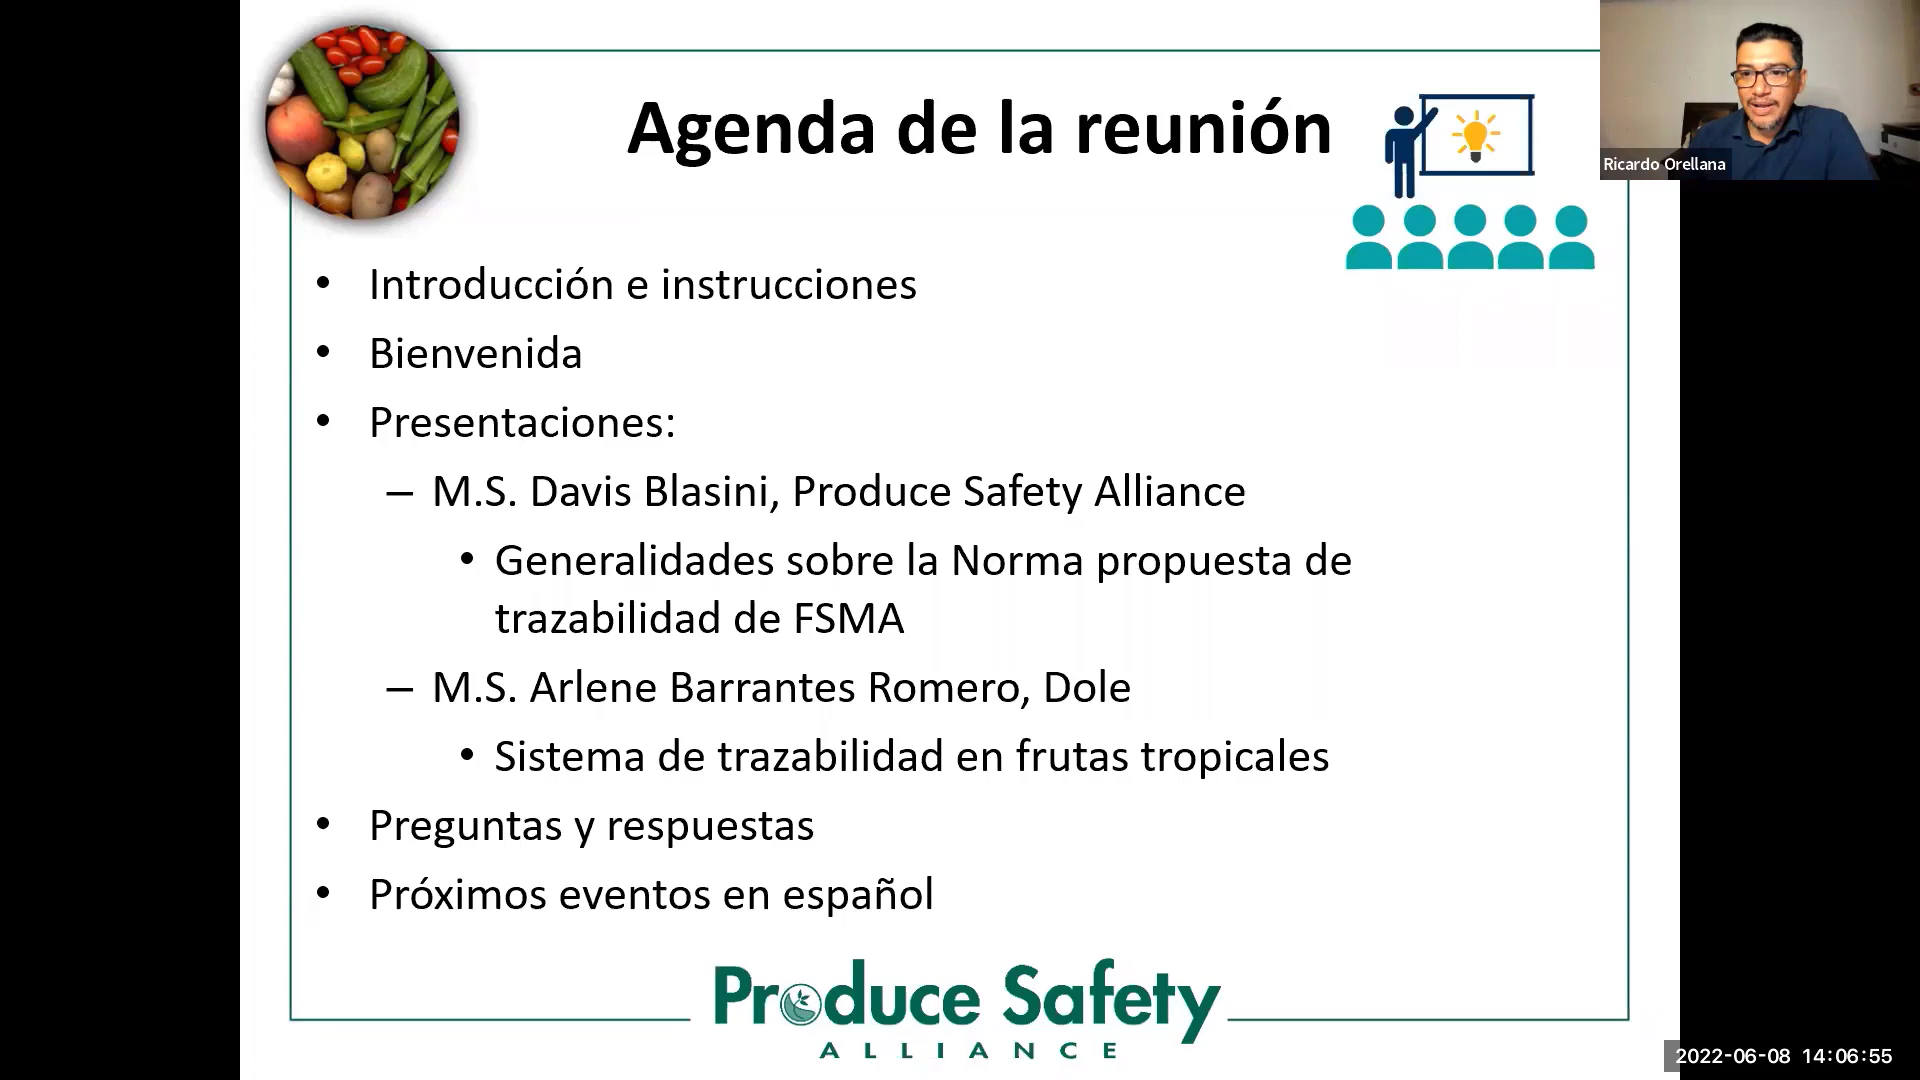 Agenda de la reunión
Ricardo Orellana
• Introducción e instrucciones
• Bienvenida
• Presentaciones:
– M.S. Davis Blasini, Produce Safety Alliance
• Generalidades sobre la Norma propuesta de
trazabilidad de FSMA
– M.S. Arlene Barrantes Romero, Dole
• Sistema de trazabilidad en frutas tropicales
• Preguntas y respuestas
• Próximos eventos en español
Produce Safety
ALLIANCE
2022-06-08 14:06:55